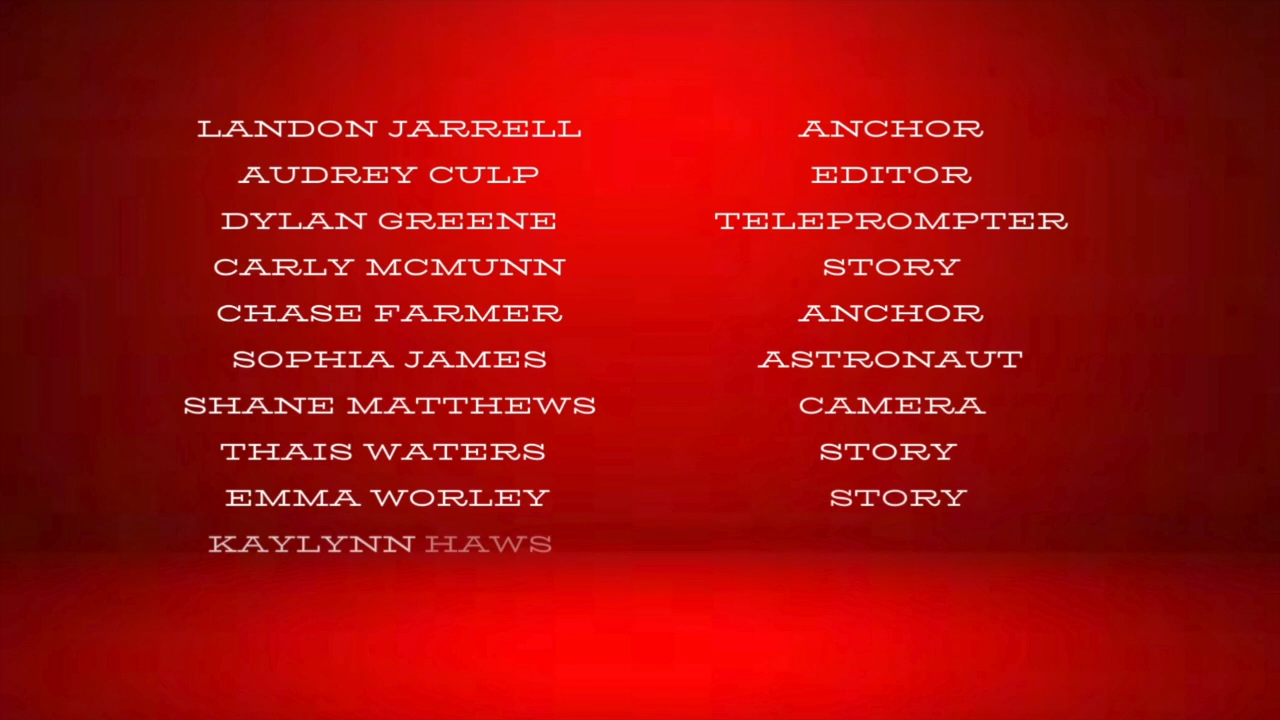 LANDON JARRELL ANCHOR
AUDREY CULP EDITOR
DYLAN GREENE TELEPROMPTER
CARLY MCMUNN STORY
CHASE FARMER ANCHOR
SOPHIA JAMES ASTRONAUT
SHANE MATTHEWS CAMERA
THAIS WATERS STORY
EMMA WORLEY STORY
KAYLYNN HAWS